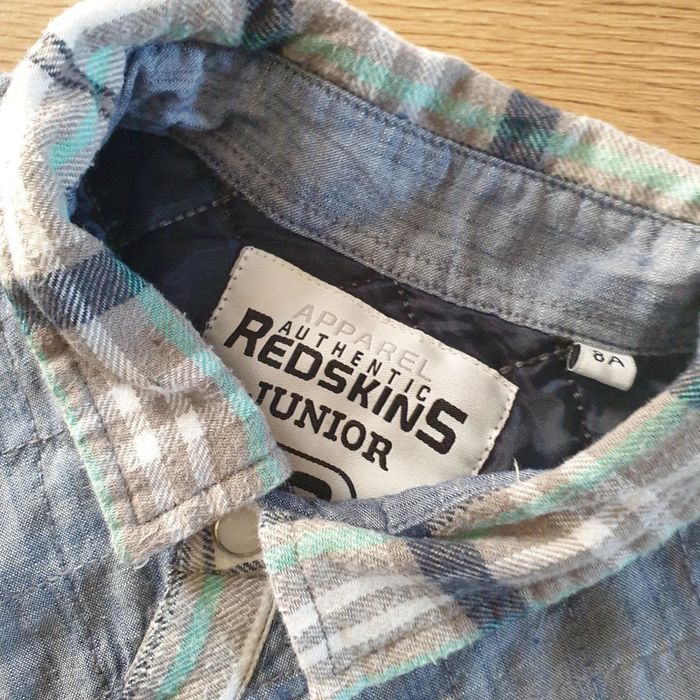 APPAREL
AUTHENTIC
REDSKINS
JUNIOR
8A